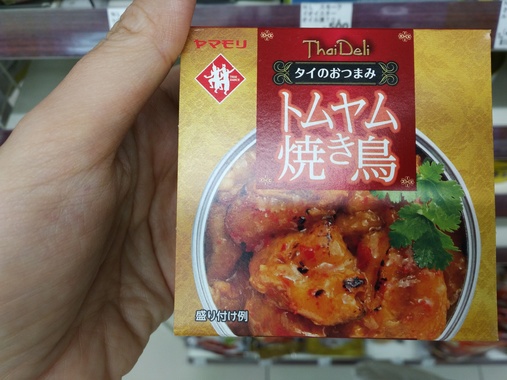 ヤマモリ
ThaiDeli
タイのおつまみ
トムヤム
焼き鳥
盛り付け例